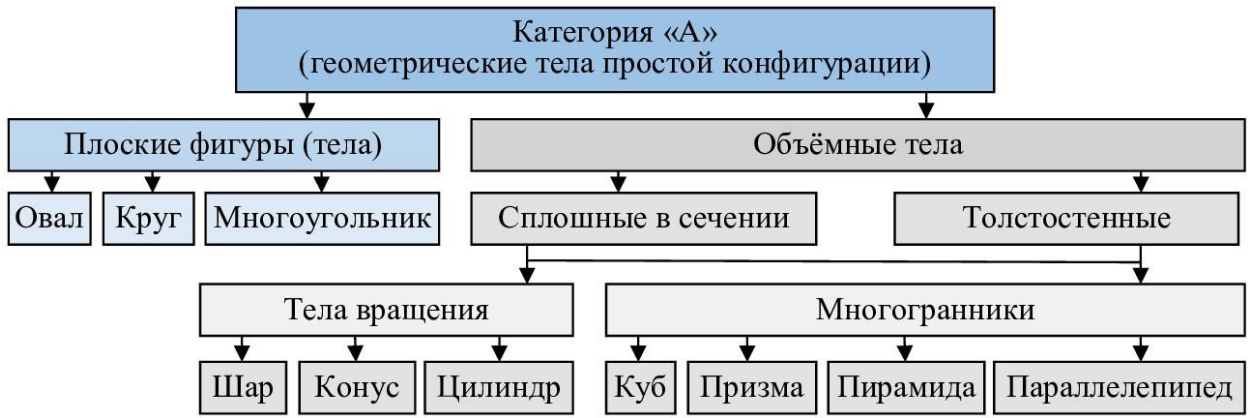 Категория «А»
(геометрические тела простой конфигурации)
Плоские фигуры (тела)
Объёмные тела
Овал
Круг
Многоугольник
Сплошные в сечении
Толстостенные
Тела вращения
Многогранники
Шар
Конус
Цилиндр
Куб
Призма
Пирамида
Параллелепипед